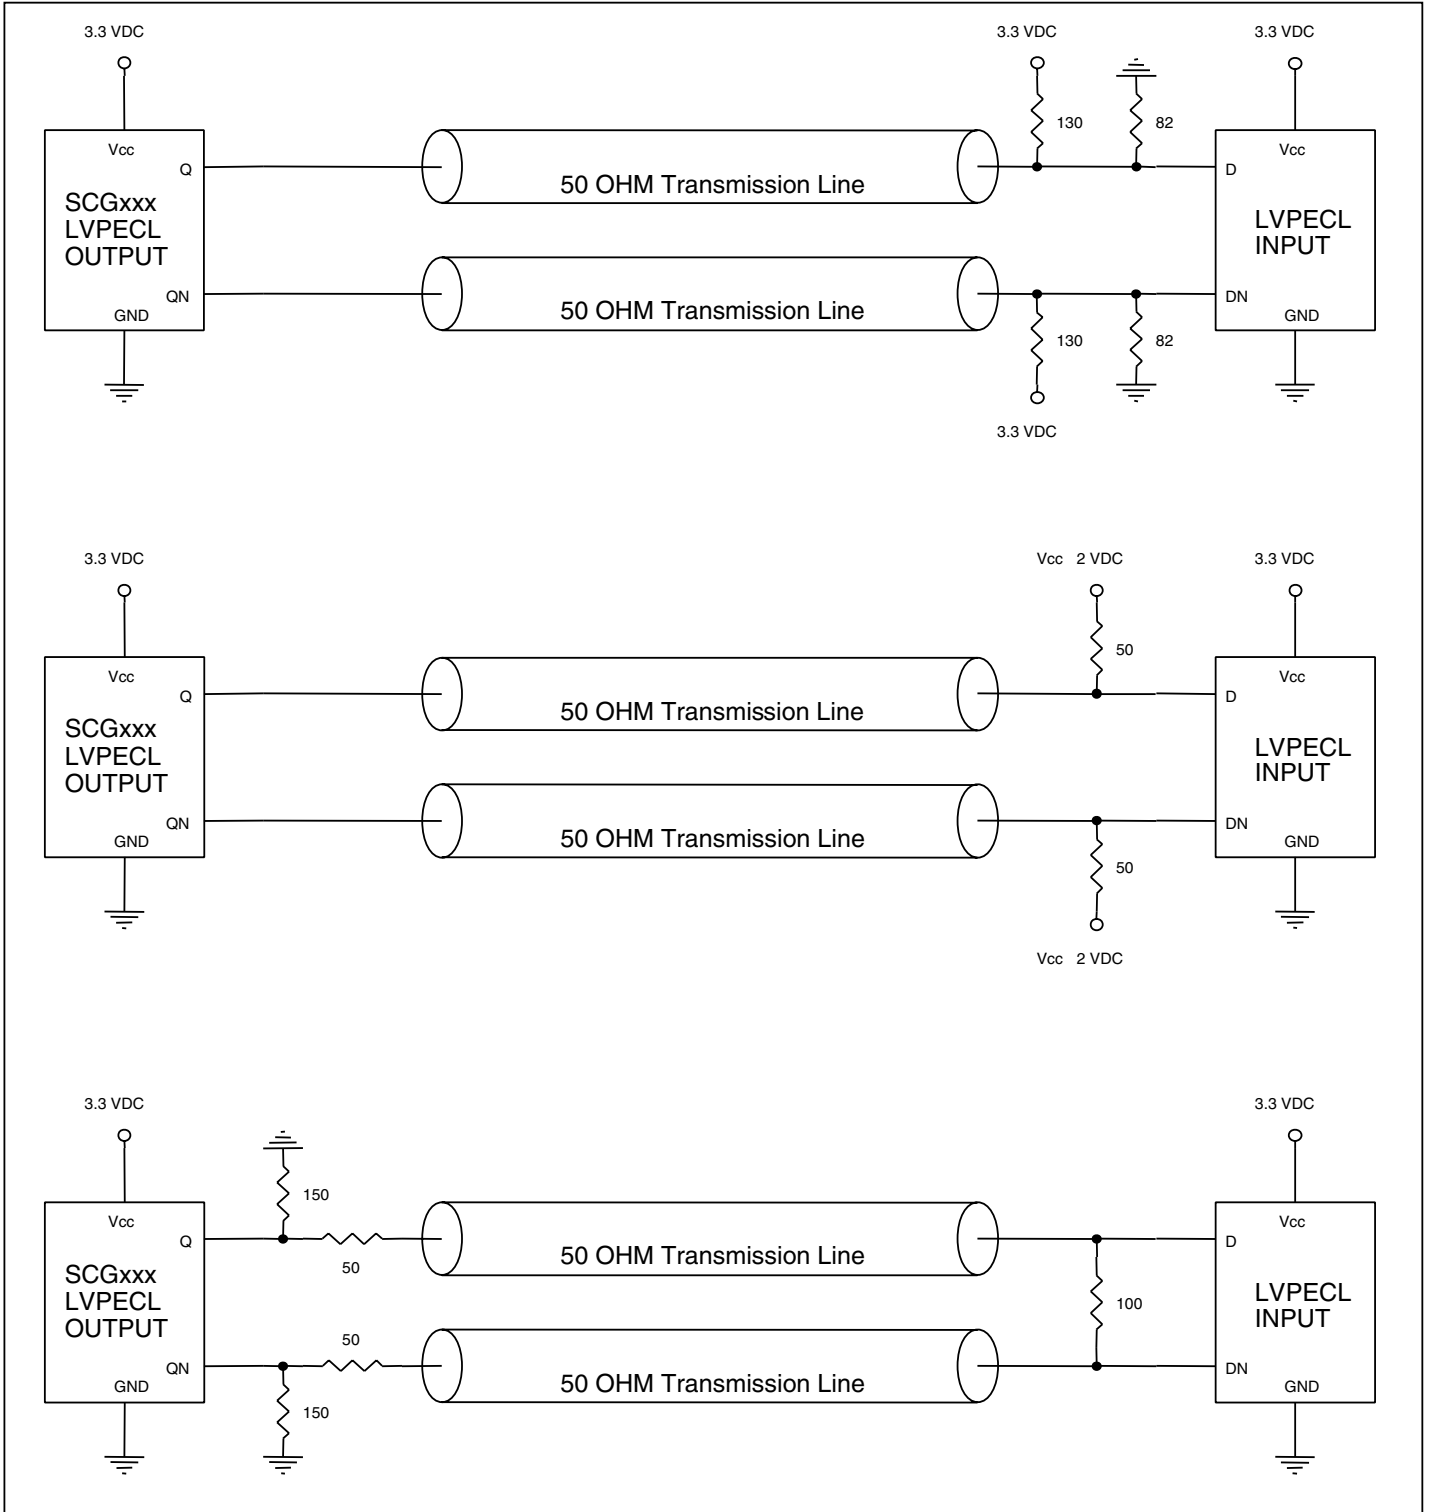 3.3 VDC
3.3 VDC
3.3 VDC
130
82
Vcc
Q
SCGxxx
LVPECL
OUTPUT
QN
GND
50 OHM Transmission Line
50 OHM Transmission Line
Vcc
D
LVPECL
INPUT
DN
GND
130
82
3.3 VDC
3.3 VDC
Vcc 2 VDC
3.3 VDC
50
Vcc
Q
SCGxxx
LVPECL
OUTPUT
QN
GND
50 OHM Transmission Line
50 OHM Transmission Line
Vcc
D
LVPECL
INPUT
DN
GND
50
Vcc 2 VDC
3.3 VDC
3.3 VDC
150
Vcc
Q
SCGxxx
LVPECL
OUTPUT
QN
GND
50
50
150
50 OHM Transmission Line
50 OHM Transmission Line
100
Vcc
D
LVPECL
INPUT
DN
GND